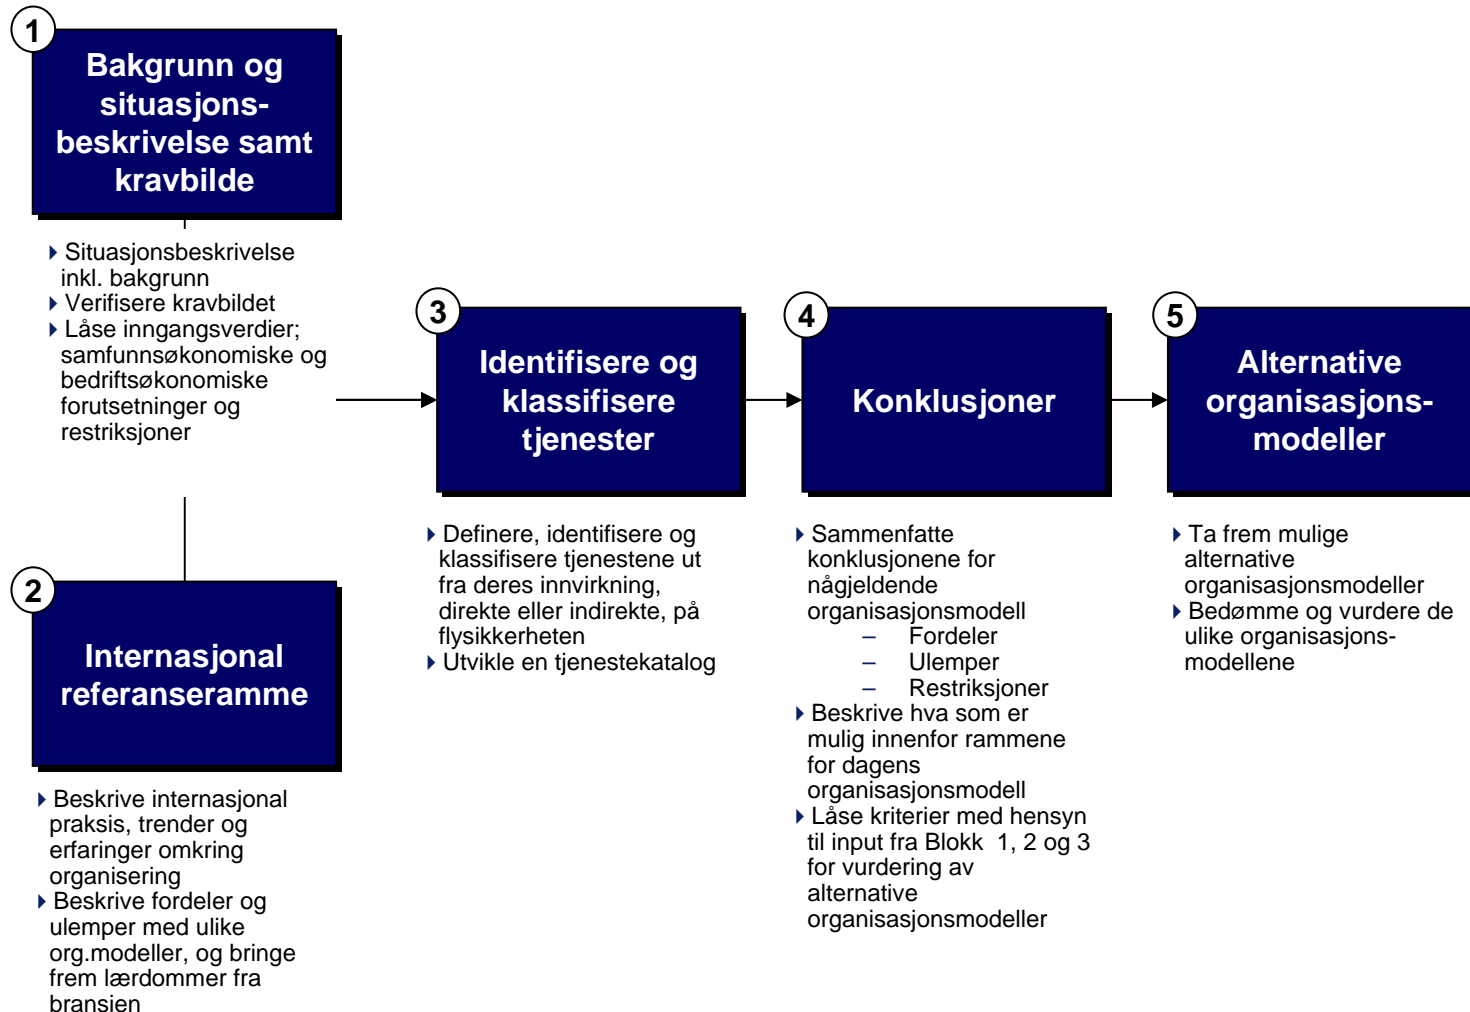 1
Bakgrunn og
situasjons-
beskrivelse samt
kravbilde
Situasjonsbeskrivelse
inkl. bakgrunn
Verifisere kravbildet
Låse inngangsverdier;
samfunnsøkonomiske og
bedriftsøkonomiske
forutsetninger og
restriksjoner
2
Internasjonal
referanseramme
Beskrive internasjonal
praksis, trender og
erfaringer omkring
organisering
Beskrive fordeler og
ulemper med ulike
org.modeller, og bringe
frem lærdommer fra
bransjen
3
Identifisere og
klassifisere
tjenester
Definere, identifisere og
klassifisere tjenestene ut
fra deres innvirkning,
direkte eller indirekte, på
flysikkerheten
Utvikle en tjenestekatalog
4
Konklusjoner
Sammenfatte
konklusjonene for
någjeldende
organisasjonsmodell
– Fordeler
– Ulemper
– Restriksjoner
Beskrive hva som er
mulig innenfor rammene
for dagens
organisasjonsmodell
Låse kriterier med hensyn
til input fra Blokk 1, 2 og 3
for vurdering av
alternative
organisasjonsmodeller
5
Alternative
organisasjons-
modeller
Ta frem mulige
alternative
organisasjonsmodeller
Bedømme og vurdere de
ulike organisasjons-
modellene